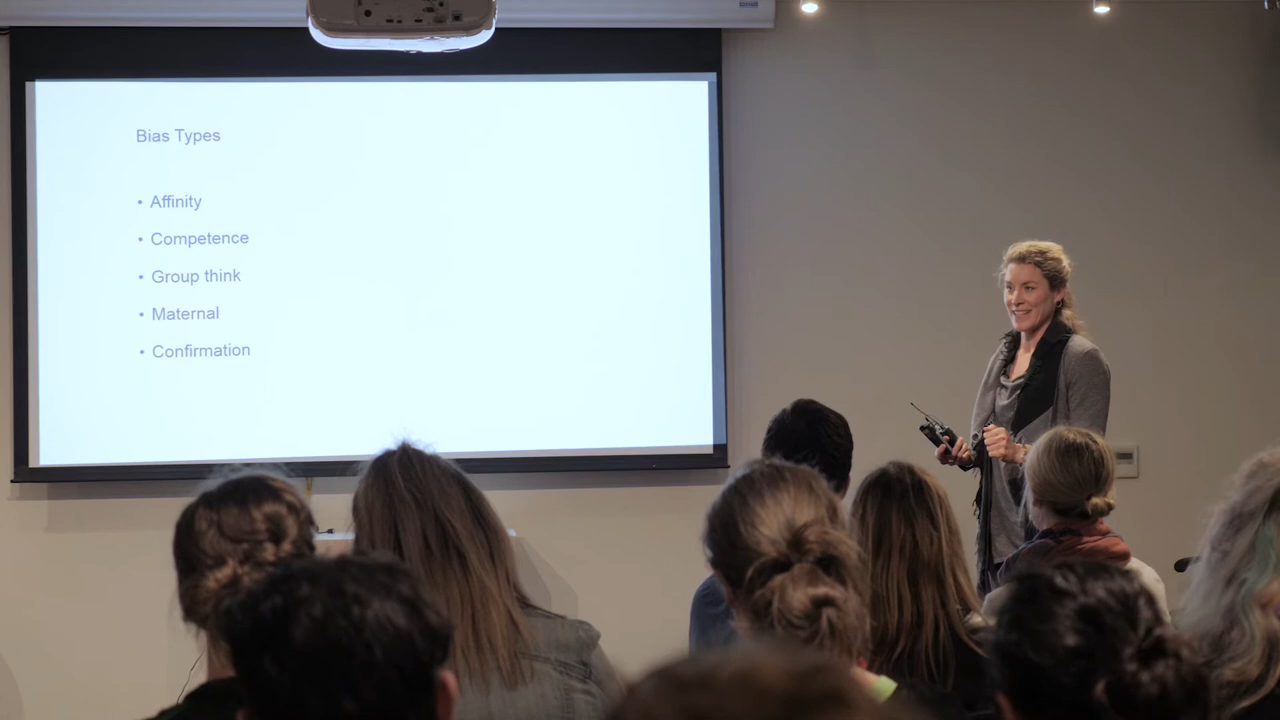 Bias Types
• Affinity
• Competence
• Group think
• Maternal
• Confirmation